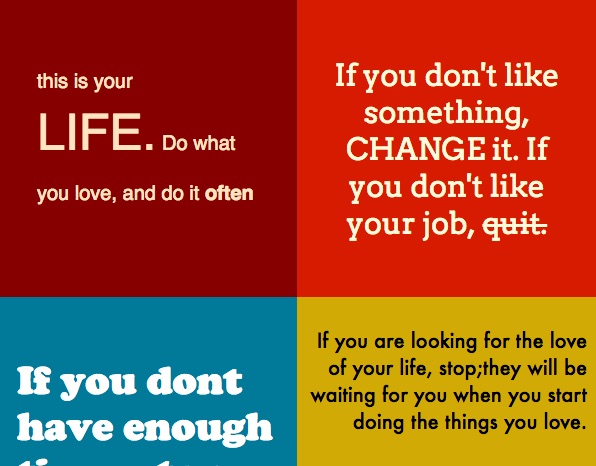 this is your
LIFE. Do what
you love, and do it often
If you don't like
something,
CHANGE it. If
you don't like
your job, quit.
If you dont
have enough
If you are looking for the love
of your life, stop;they will be
waiting for you when you start
doing the things you love.